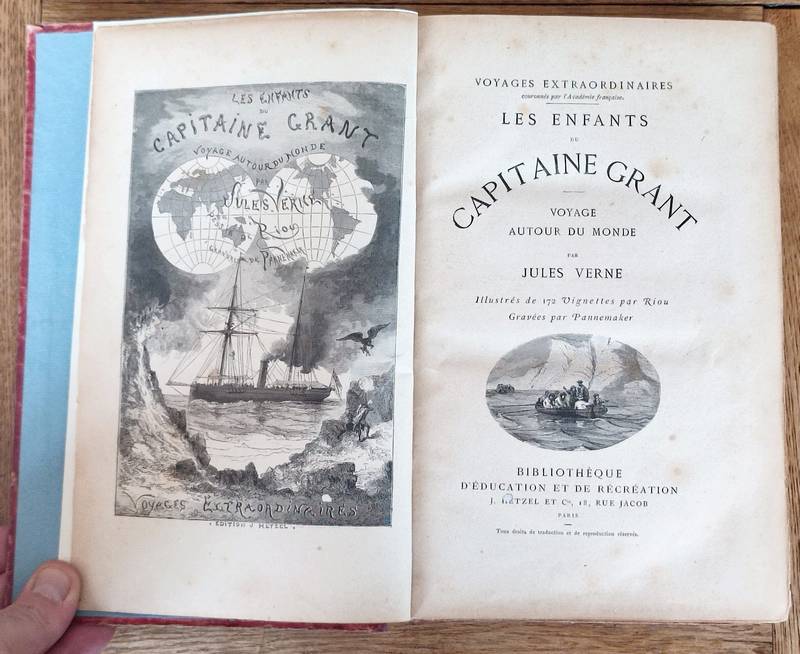 LES ENFANTS
DU
CAPITAINE GRANT
VOYAGE AUTOUR DU MONDE
PAR
JULES VERNE
RIOU
PANNEMAKER
VOYAGES EXTRAORDINAIRES
EDITION J HETZEL
VOYAGES EXTRAORDINAIRES
couronnés par l'Académie française.
LES ENFANTS
DU
CAPITAINE GRANT
VOYAGE
AUTOUR DU MONDE
PAR
JULES VERNE
Illustrés de 172 Vignettes par Riou
Gravées par Pannemaker
BIBLIOTHÈQUE
D'ÉDUCATION ET DE RÉCRÉATION
J. HETZEL ET Cie, 18, RUE JACOB
PARIS
Tous droits de traduction et de reproduction réservés.